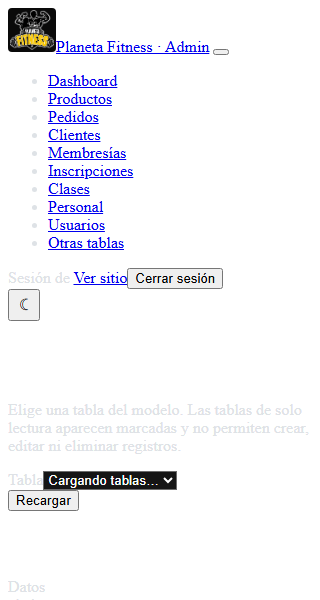 PLANETA
FITNESS
Planeta Fitness · Admin
Dashboard
Productos
Pedidos
Clientes
Membresías
Inscripciones
Clases
Personal
Usuarios
Otras tablas
Sesión de Ver sitio Cerrar sesión
Elige una tabla del modelo. Las tablas de solo
lectura aparecen marcadas y no permiten crear,
editar ni eliminar registros.
Tabla Cargando tablas…
Recargar
Datos